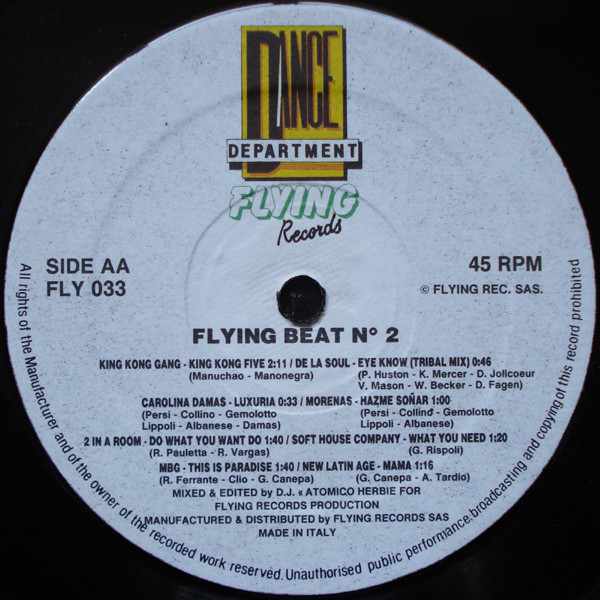 DANCE
DEPARTMENT
FLYING
Records
SIDE AA
FLY 033
45 RPM
© FLYING REC. SAS.
FLYING BEAT N° 2
KING KONG GANG - KING KONG FIVE 2:11 / DE LA SOUL - EYE KNOW (TRIBAL MIX) 0:46
(Manuchao - Manonegra) (P. Huston - K. Mercer - D. Jolicoeur
V. Mason - W. Becker - D. Fagen)
CAROLINA DAMAS - LUXURIA 0:33 / MORENAS - HAZME SOÑAR 1:00
(Persi - Collino - Gemolotto (Persi - Collino - Gemolotto
Lippoli - Albanese - Damas) Lippoli - Albanese)
2 IN A ROOM - DO WHAT YOU WANT DO 1:40 / SOFT HOUSE COMPANY - WHAT YOU NEED 1:20
(R. Pauletta - R. Vargas) (G. Rispoli)
MBG - THIS IS PARADISE 1:40 / NEW LATIN AGE - MAMA 1:16
(R. Ferrante - Clio - G. Canepa) (G. Canepa - A. Tardio)
MIXED & EDITED by D.J. « ATOMICO HERBIE FOR
FLYING RECORDS PRODUCTION
MANUFACTURED & DISTRIBUTED by FLYING RECORDS SAS
MADE IN ITALY
All rights of the Manufacturer and of the owner of the recorded work reserved. Unauthorised public performance, broadcasting and copying of this record prohibited